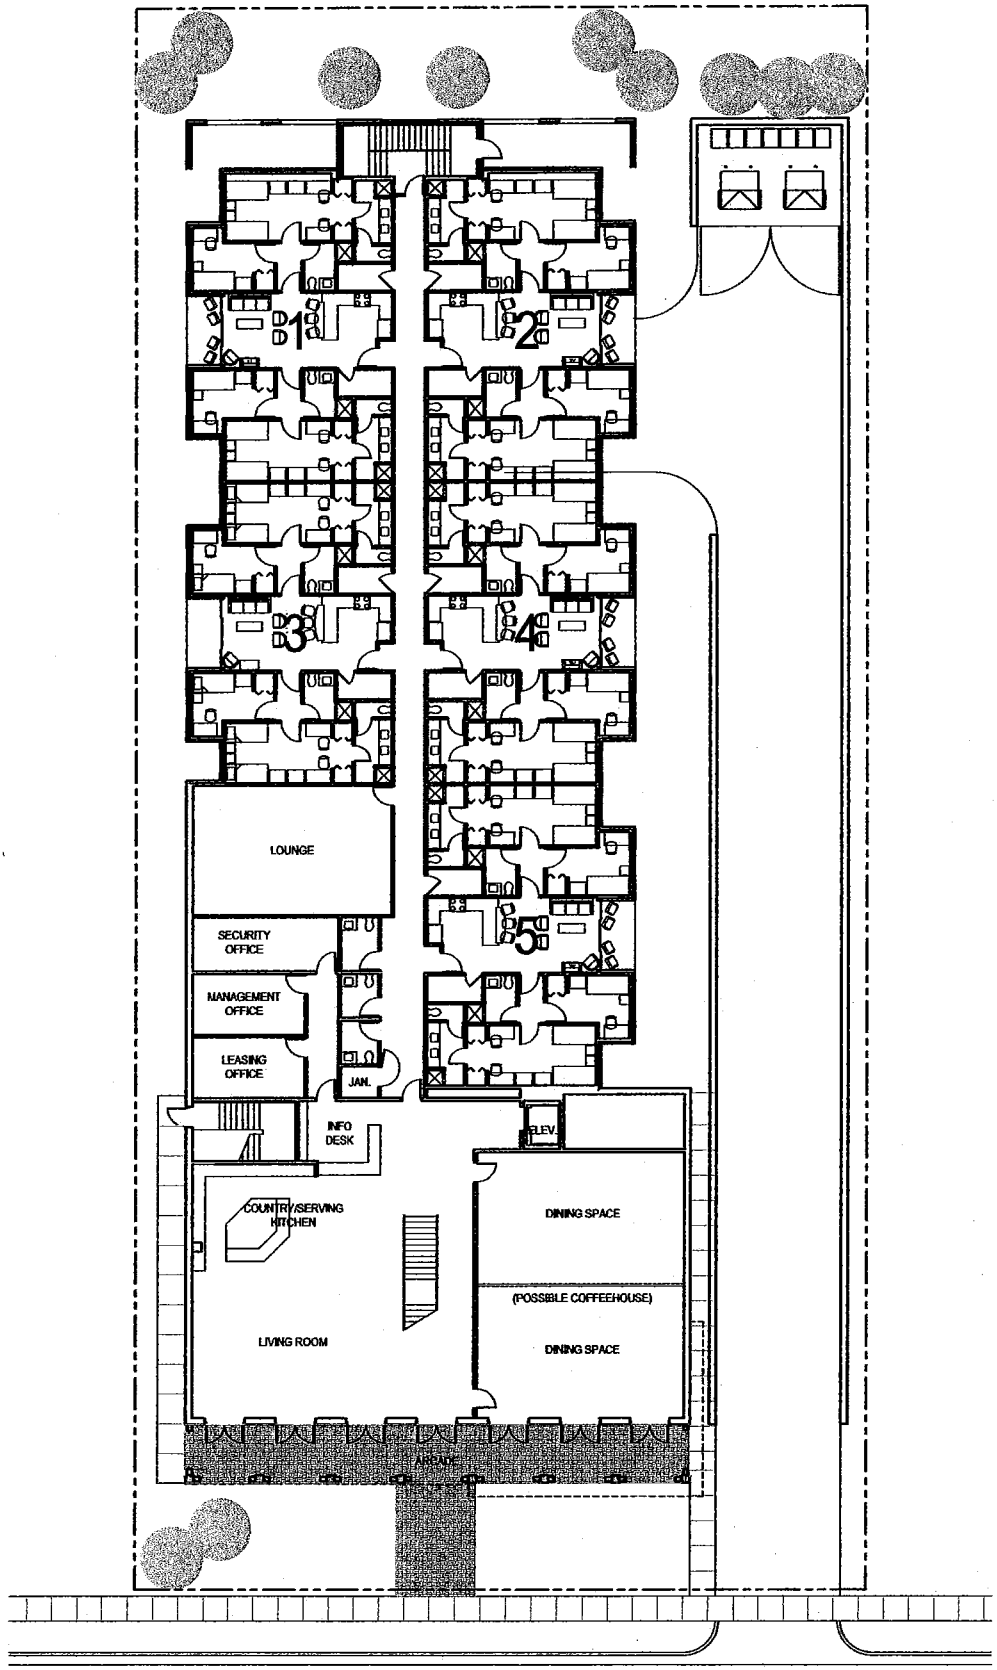 1
2
3
4
LOUNGE
5
SECURITY
OFFICE
MANAGEMENT
OFFICE
LEASING
OFFICE
JAN.
INFO
DESK
ELEV.
COUNTRY/SERVING
KITCHEN
DINING SPACE
(POSSIBLE COFFEEHOUSE)
LIVING ROOM
DINING SPACE
ARCADE